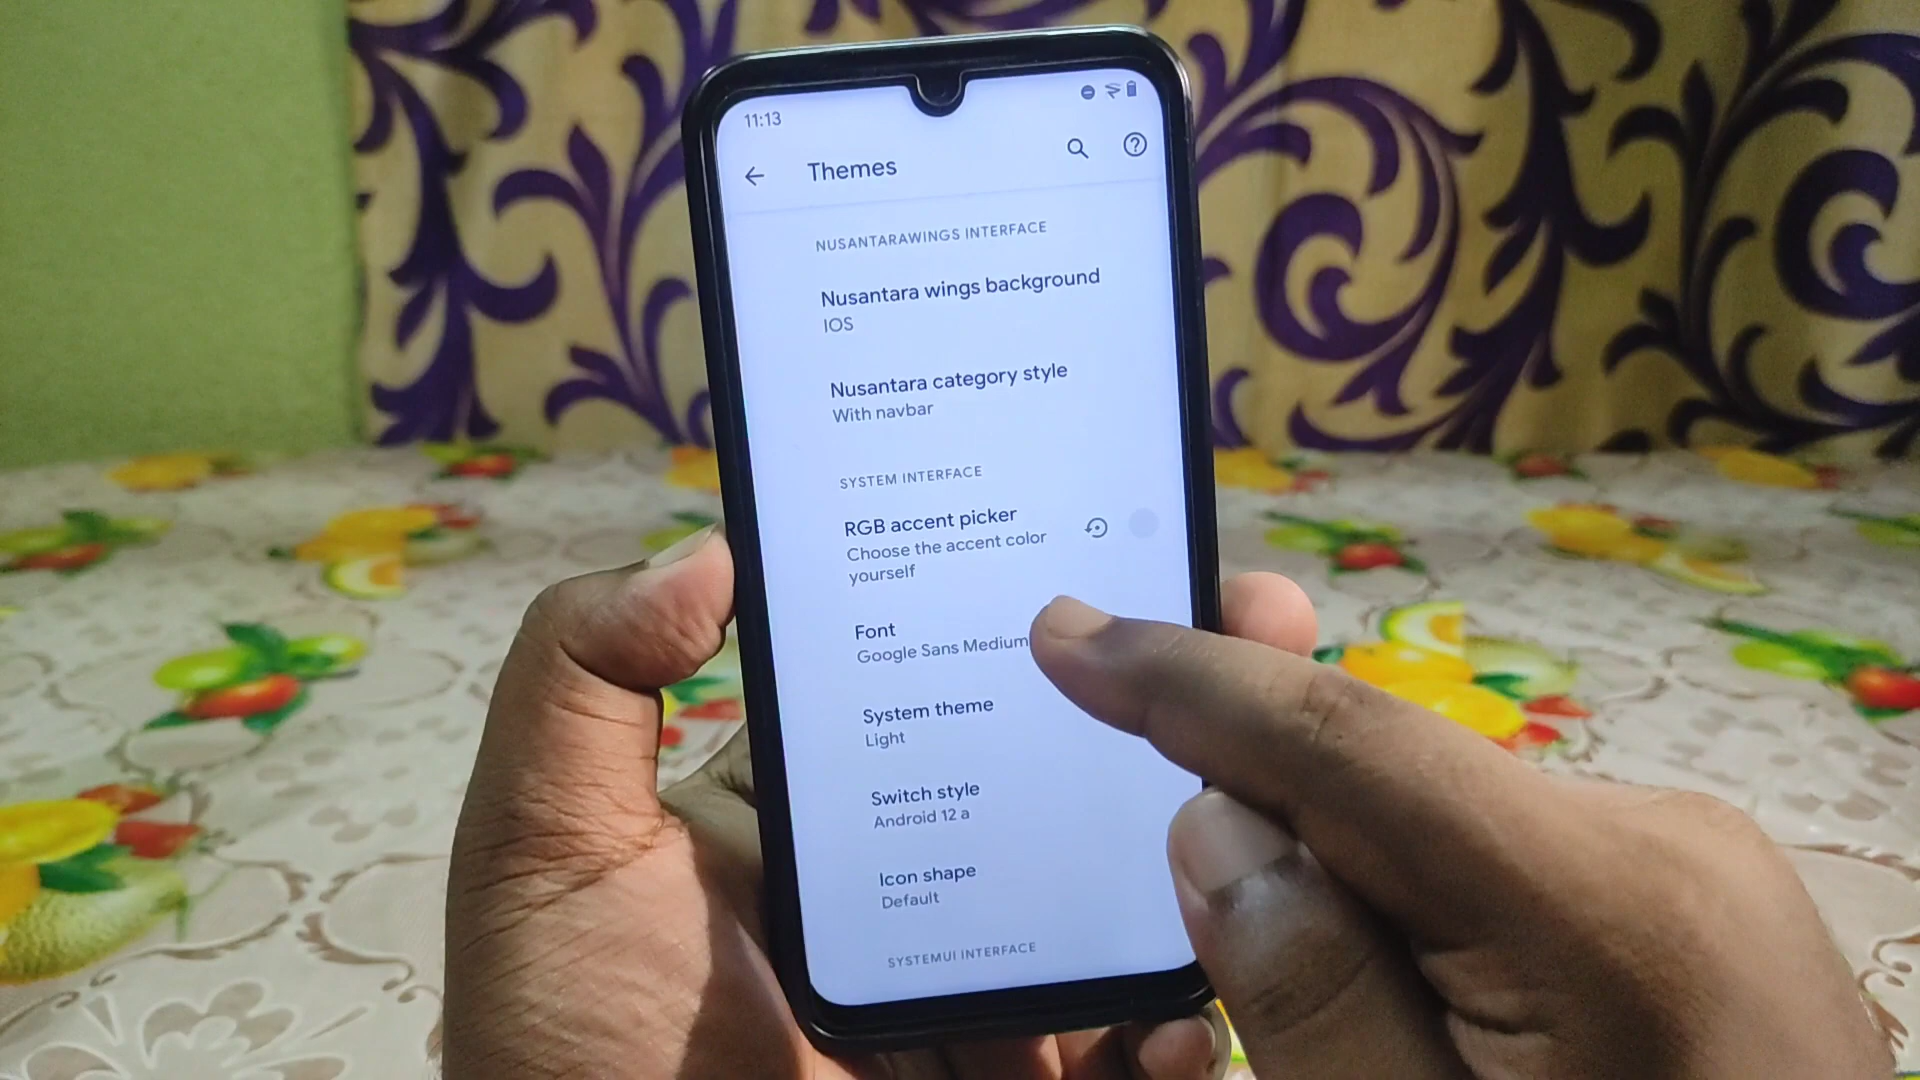 11:13
Themes
NUSANTARAWINGS INTERFACE
Nusantara wings background
IOS
Nusantara category style
With navbar
SYSTEM INTERFACE
RGB accent picker
Choose the accent color
yourself
Font
Google Sans Medium
System theme
Light
Switch style
Android 12 a
Icon shape
Default
SYSTEMUI INTERFACE